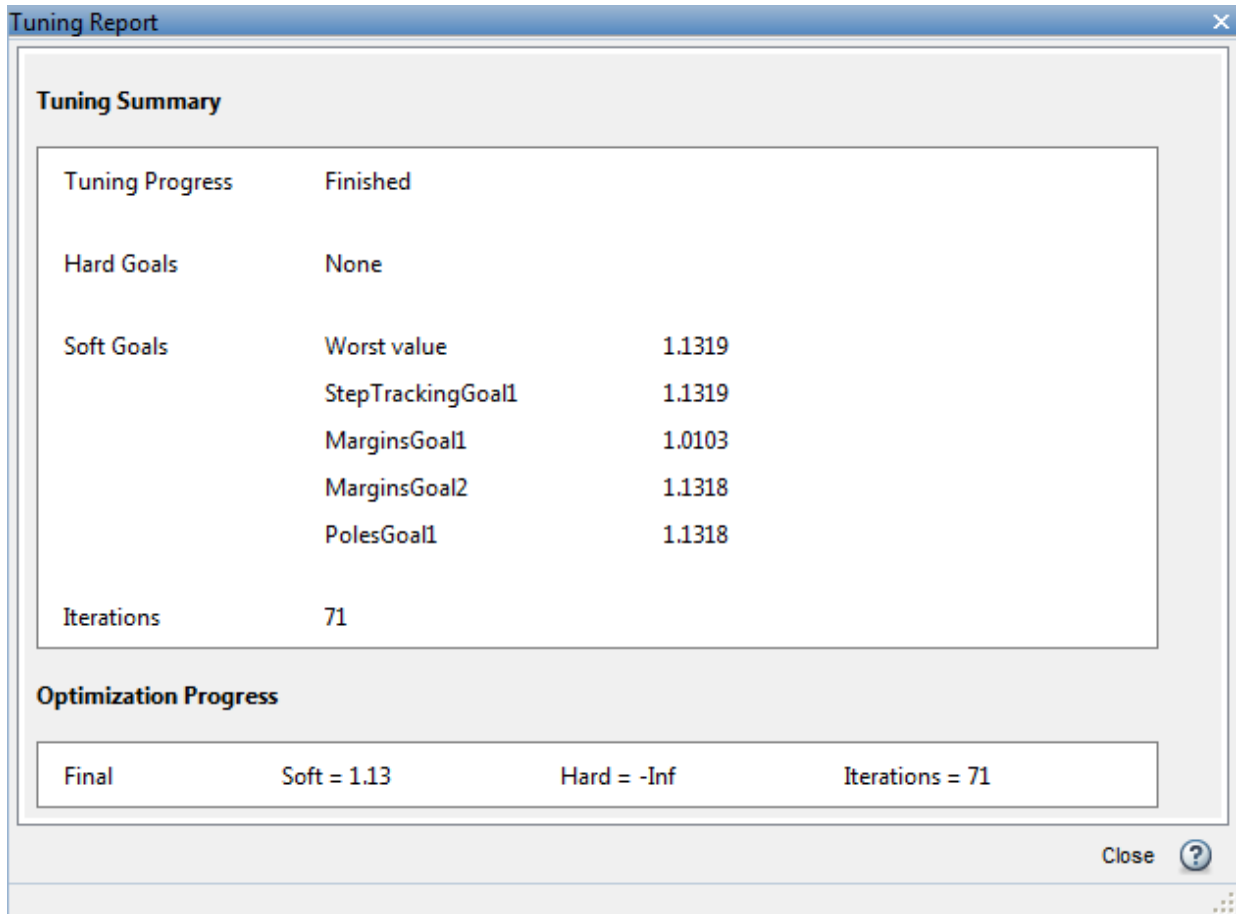 Tuning Report
Tuning Summary
Tuning Progress Finished
Hard Goals None
Soft Goals Worst value 1.1319
StepTrackingGoal1 1.1319
MarginsGoal1 1.0103
MarginsGoal2 1.1318
PolesGoal1 1.1318
Iterations 71
Optimization Progress
Final Soft = 1.13 Hard = -Inf Iterations = 71
Close ?